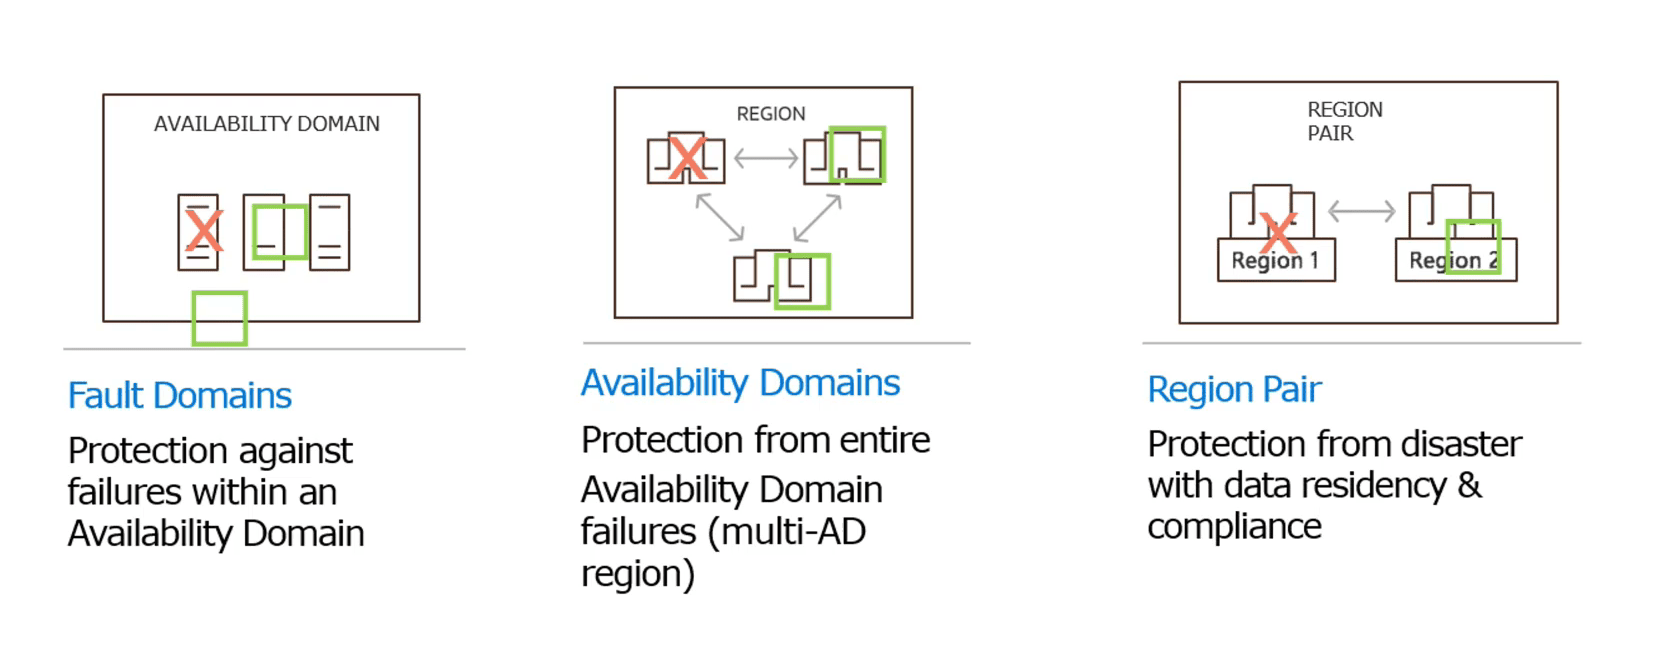 AVAILABILITY DOMAIN
Fault Domains
Protection against
failures within an
Availability Domain
REGION
Availability Domains
Protection from entire
Availability Domain
failures (multi-AD
region)
REGION
PAIR
Region 1
Region 2
Region Pair
Protection from disaster
with data residency &
compliance